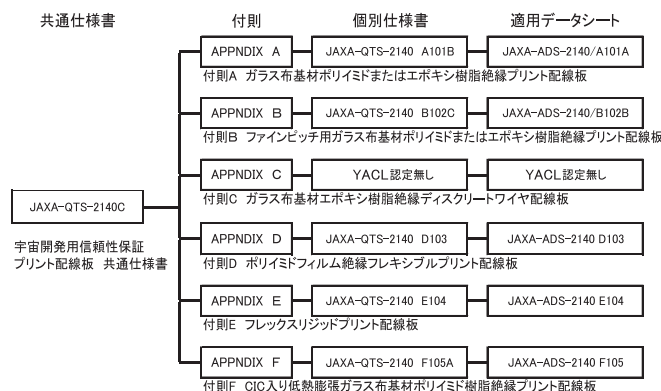 共通仕様書 付則 個別仕様書 適用データシート
APPNDIX A JAXA-QTS-2140 A101B JAXA-ADS-2140/A101A
付則A ガラス布基材ポリイミドまたはエポキシ樹脂絶縁プリント配線板
APPNDIX B JAXA-QTS-2140 B102C JAXA-ADS-2140/B102B
付則B ファインピッチ用ガラス布基材ポリイミドまたはエポキシ樹脂絶縁プリント配線板
APPNDIX C YACL認定無し YACL認定無し
付則C ガラス布基材エポキシ樹脂絶縁ディスクリートワイヤ配線板
JAXA-QTS-2140C
宇宙開発用信頼性保証
プリント配線板 共通仕様書
APPNDIX D JAXA-QTS-2140 D103 JAXA-ADS-2140 D103
付則D ポリイミドフィルム絶縁フレキシブルプリント配線板
APPNDIX E JAXA-QTS-2140 E104 JAXA-ADS-2140 E104
付則E フレックスリジッドプリント配線板
APPNDIX F JAXA-QTS-2140 F105A JAXA-ADS-2140 F105
付則F CIC入り低熱膨張ガラス布基材ポリイミド樹脂絶縁プリント配線板